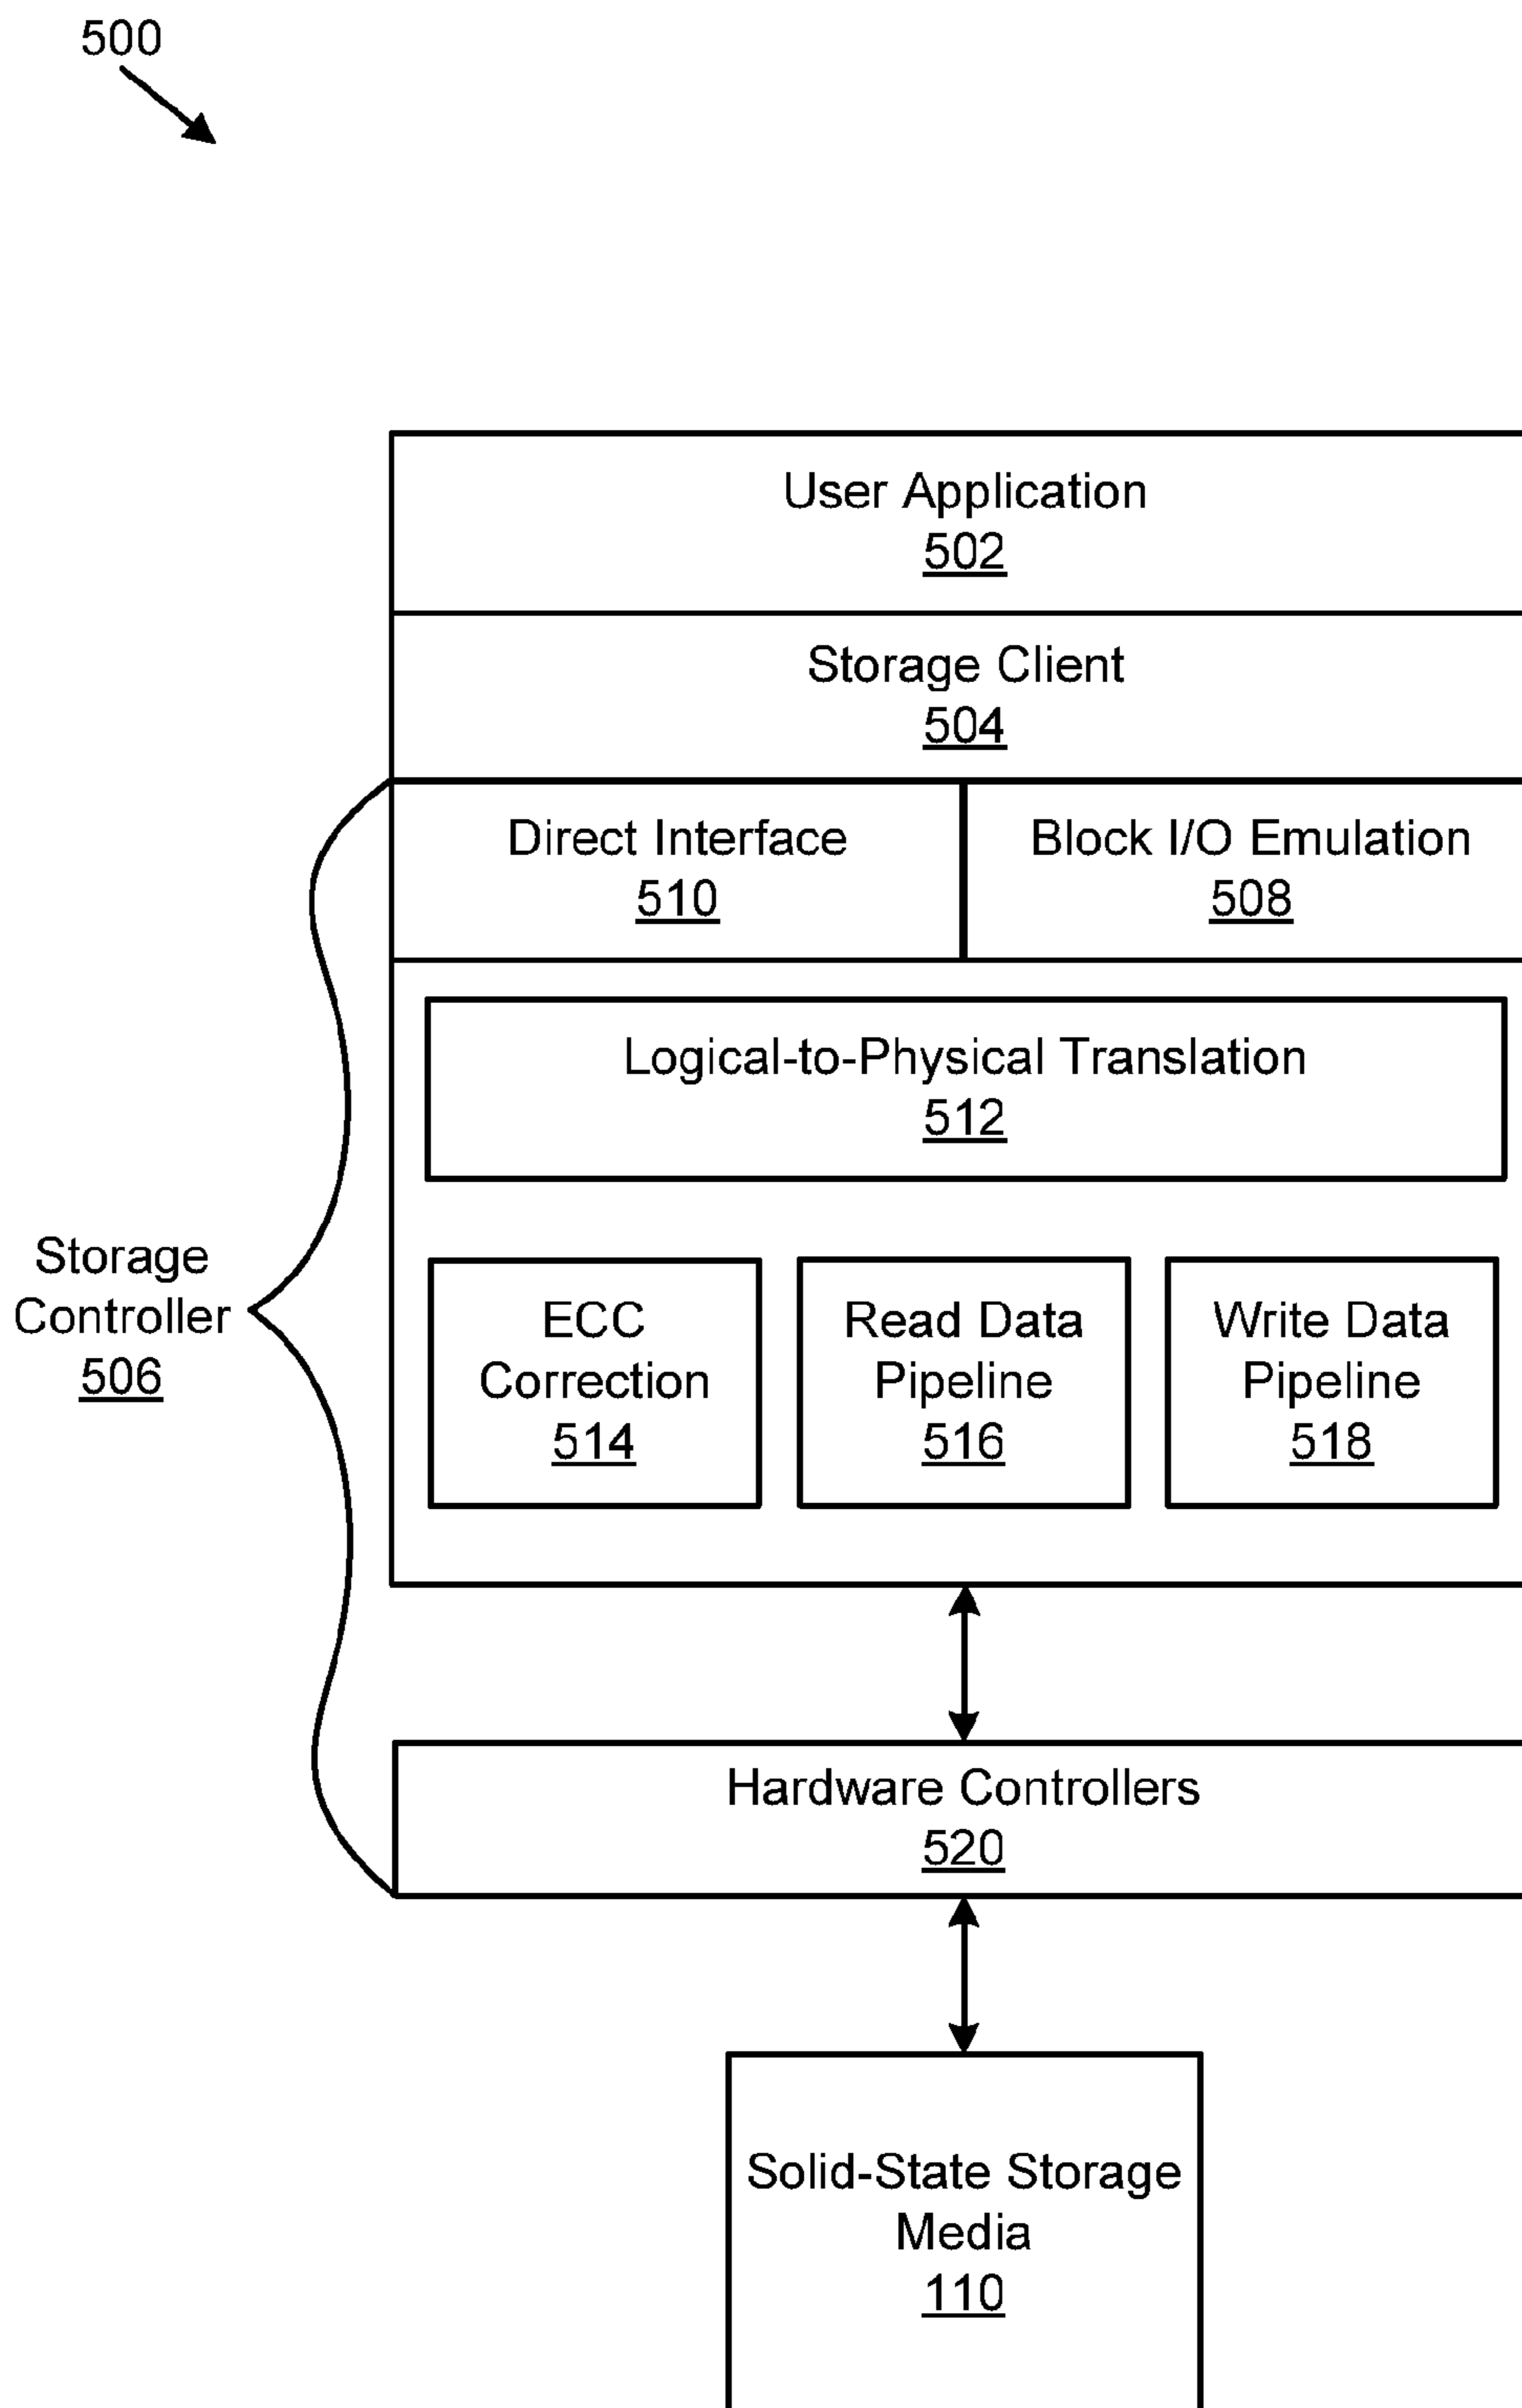 500
User Application
502
Storage Client
504
Direct Interface
510
Block I/O Emulation
508
Logical-to-Physical Translation
512
Storage
Controller
506
ECC
Correction
514
Read Data
Pipeline
516
Write Data
Pipeline
518
Hardware Controllers
520
Solid-State Storage
Media
110